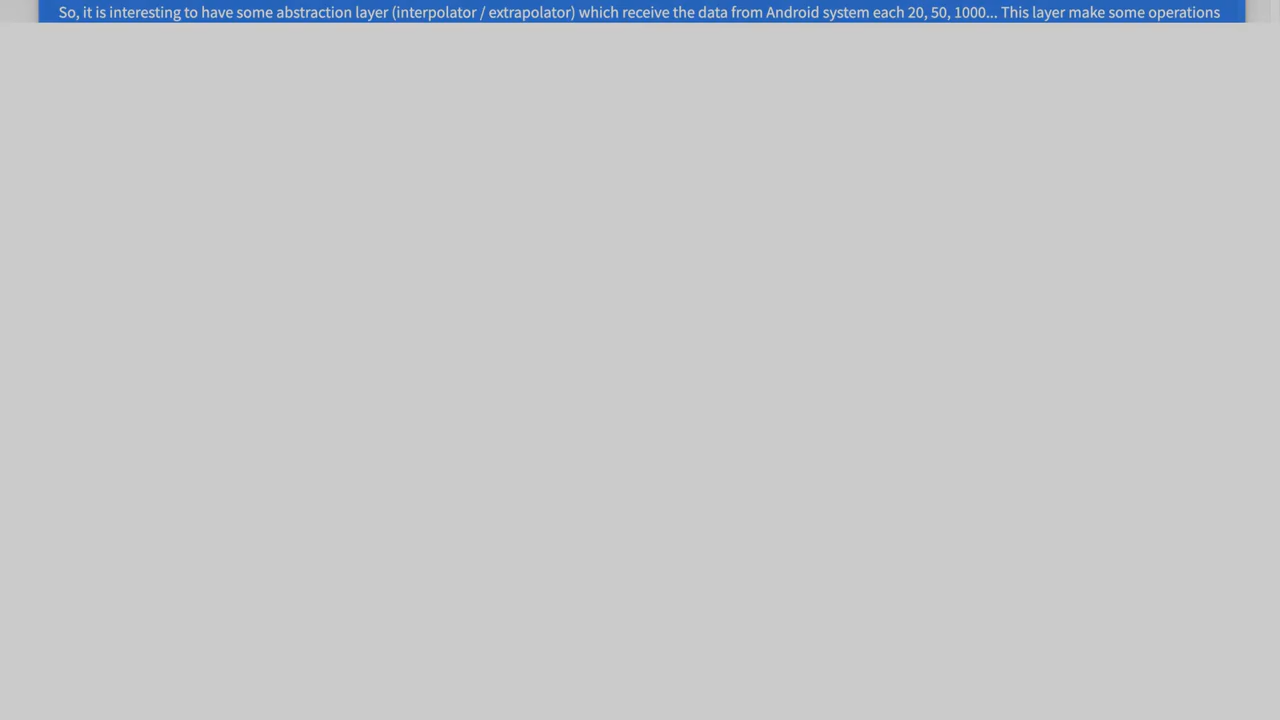 So, it is interesting to have some abstraction layer (interpolator / extrapolator) which receive the data from Android system each 20, 50, 1000... This layer make some operations